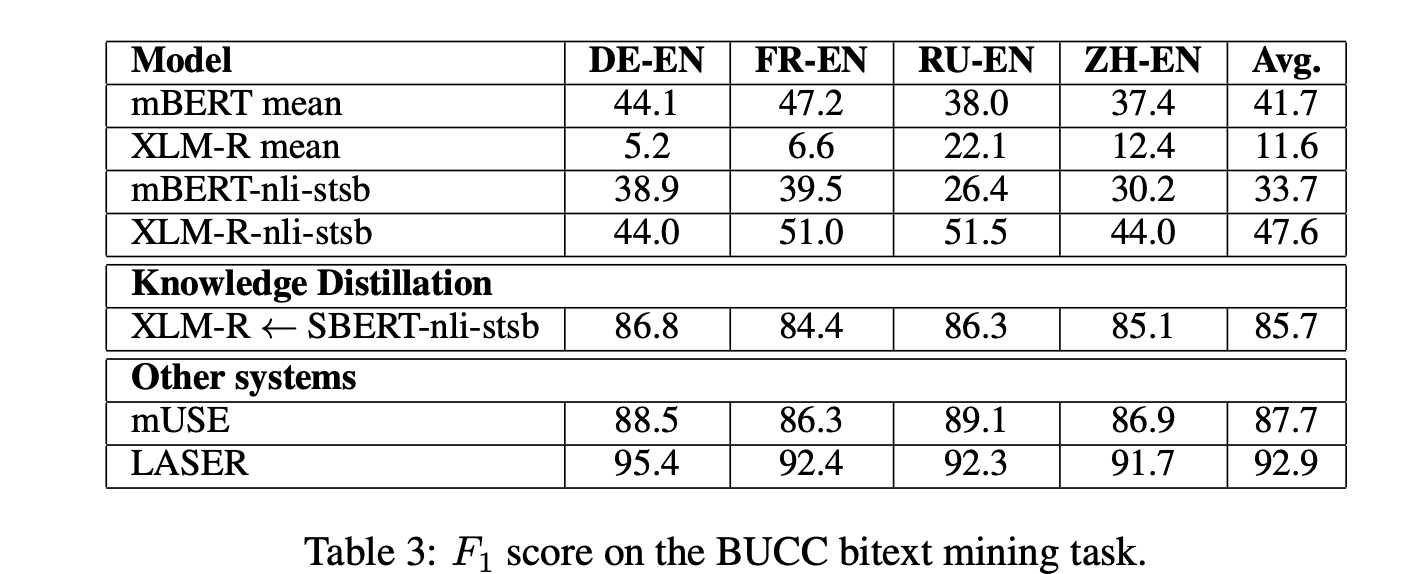 Model DE-EN FR-EN RU-EN ZH-EN Avg.
mBERT mean 44.1 47.2 38.0 37.4 41.7
XLM-R mean 5.2 6.6 22.1 12.4 11.6
mBERT-nli-stsb 38.9 39.5 26.4 30.2 33.7
XLM-R-nli-stsb 44.0 51.0 51.5 44.0 47.6
Knowledge Distillation
XLM-R ← SBERT-nli-stsb 86.8 84.4 86.3 85.1 85.7
Other systems
mUSE 88.5 86.3 89.1 86.9 87.7
LASER 95.4 92.4 92.3 91.7 92.9
Table 3: F₁ score on the BUCC bitext mining task.